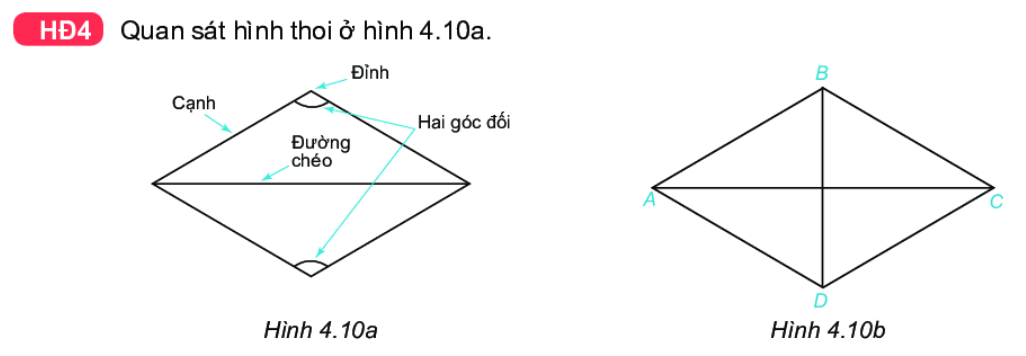 HĐ4 Quan sát hình thoi ở hình 4.10a.
Đỉnh
Cạnh
Hai góc đối
Đường
chéo
Hình 4.10a
B
A
C
D
Hình 4.10b